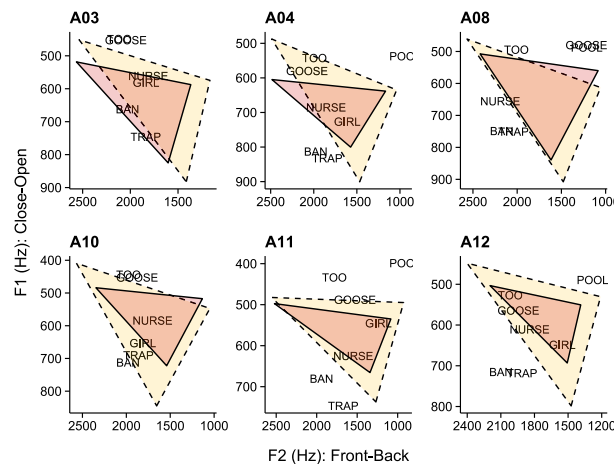 A03
A04
A08
TOO
GOOSE
NURSE
GIRL
BAN
TRAP
500
600
700
800
900
2500 2000 1500
TOO
GOOSE
POO
NURSE
GIRL
BAN
TRAP
500
600
700
800
900
2500 2000 1500 1000
GOOSE
POOL
TOO
NURSE
BAN
TRAP
500
600
700
800
900
2500 2000 1500 1000
F1 (Hz): Close-Open
A10
A11
A12
TOO
GOOSE
NURSE
GIRL
TRAP
BAN
400
500
600
700
800
2500 2000 1500
POO
TOO
GOOSE
GIRL
NURSE
BAN
TRAP
400
500
600
700
2500 2000 1500 1000
POOL
TOO
GOOSE
NURSE
GIRL
BAN
TRAP
500
600
700
800
2400 2100 1800 1500 1200
F2 (Hz): Front-Back